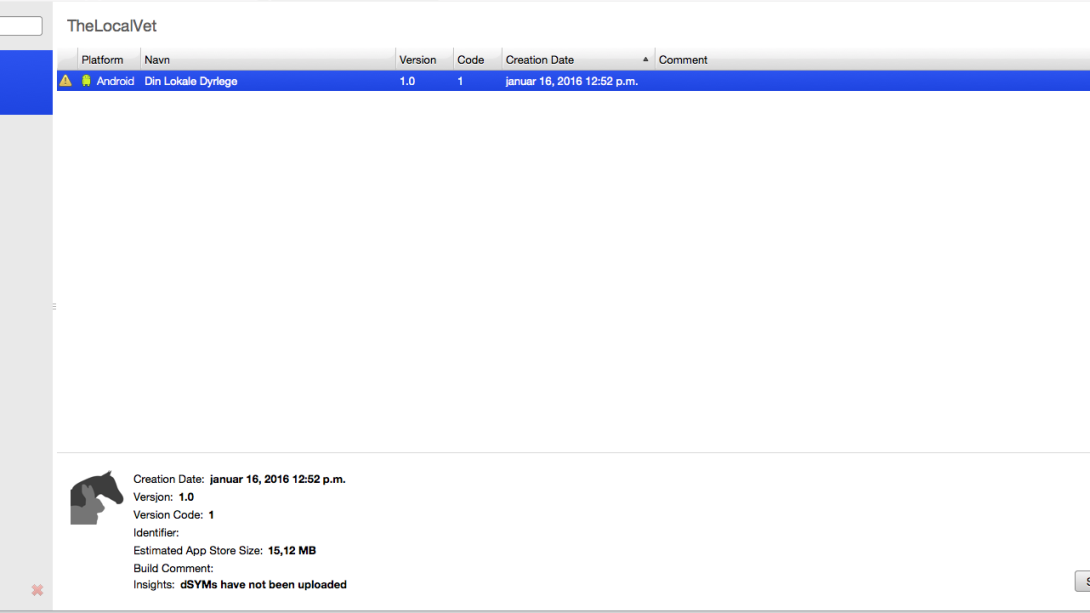 TheLocalVet
Platform Navn Version Code Creation Date Comment
Android Din Lokale Dyrlege 1.0 1 januar 16, 2016 12:52 p.m.
Creation Date: januar 16, 2016 12:52 p.m.
Versjon: 1.0
Version Code: 1
Identifier:
Estimated App Store Size: 15,12 MB
Build Comment:
Insights: dSYMs have not been uploaded